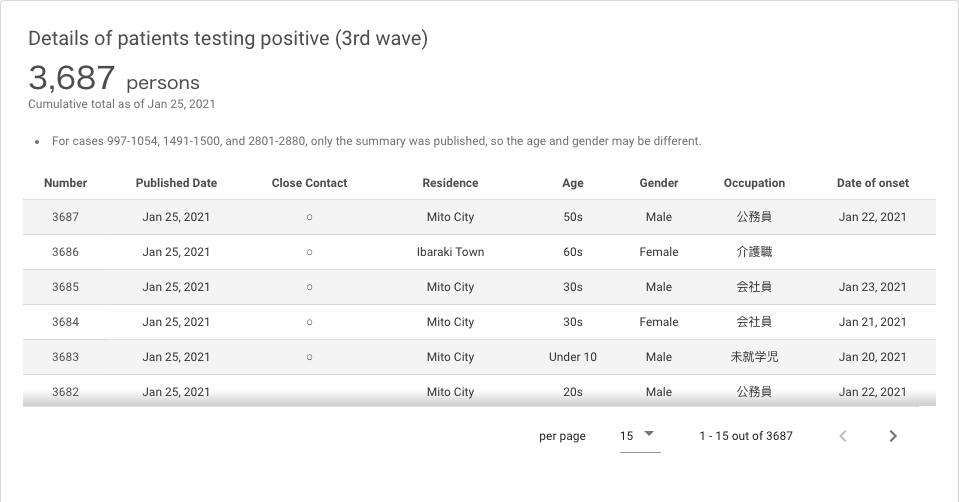 Details of patients testing positive (3rd wave)
3,687 persons
Cumulative total as of Jan 25, 2021
• For cases 997-1054, 1491-1500, and 2801-2880, only the summary was published, so the age and gender may be different.
Number Published Date Close Contact Residence Age Gender Occupation Date of onset
3687 Jan 25, 2021 ○ Mito City 50s Male 公務員 Jan 22, 2021
3686 Jan 25, 2021 ○ Ibaraki Town 60s Female 介護職
3685 Jan 25, 2021 ○ Mito City 30s Male 会社員 Jan 23, 2021
3684 Jan 25, 2021 ○ Mito City 30s Female 会社員 Jan 21, 2021
3683 Jan 25, 2021 ○ Mito City Under 10 Male 未就学児 Jan 20, 2021
3682 Jan 25, 2021 Mito City 20s Male 公務員 Jan 22, 2021
per page 15 1 - 15 out of 3687